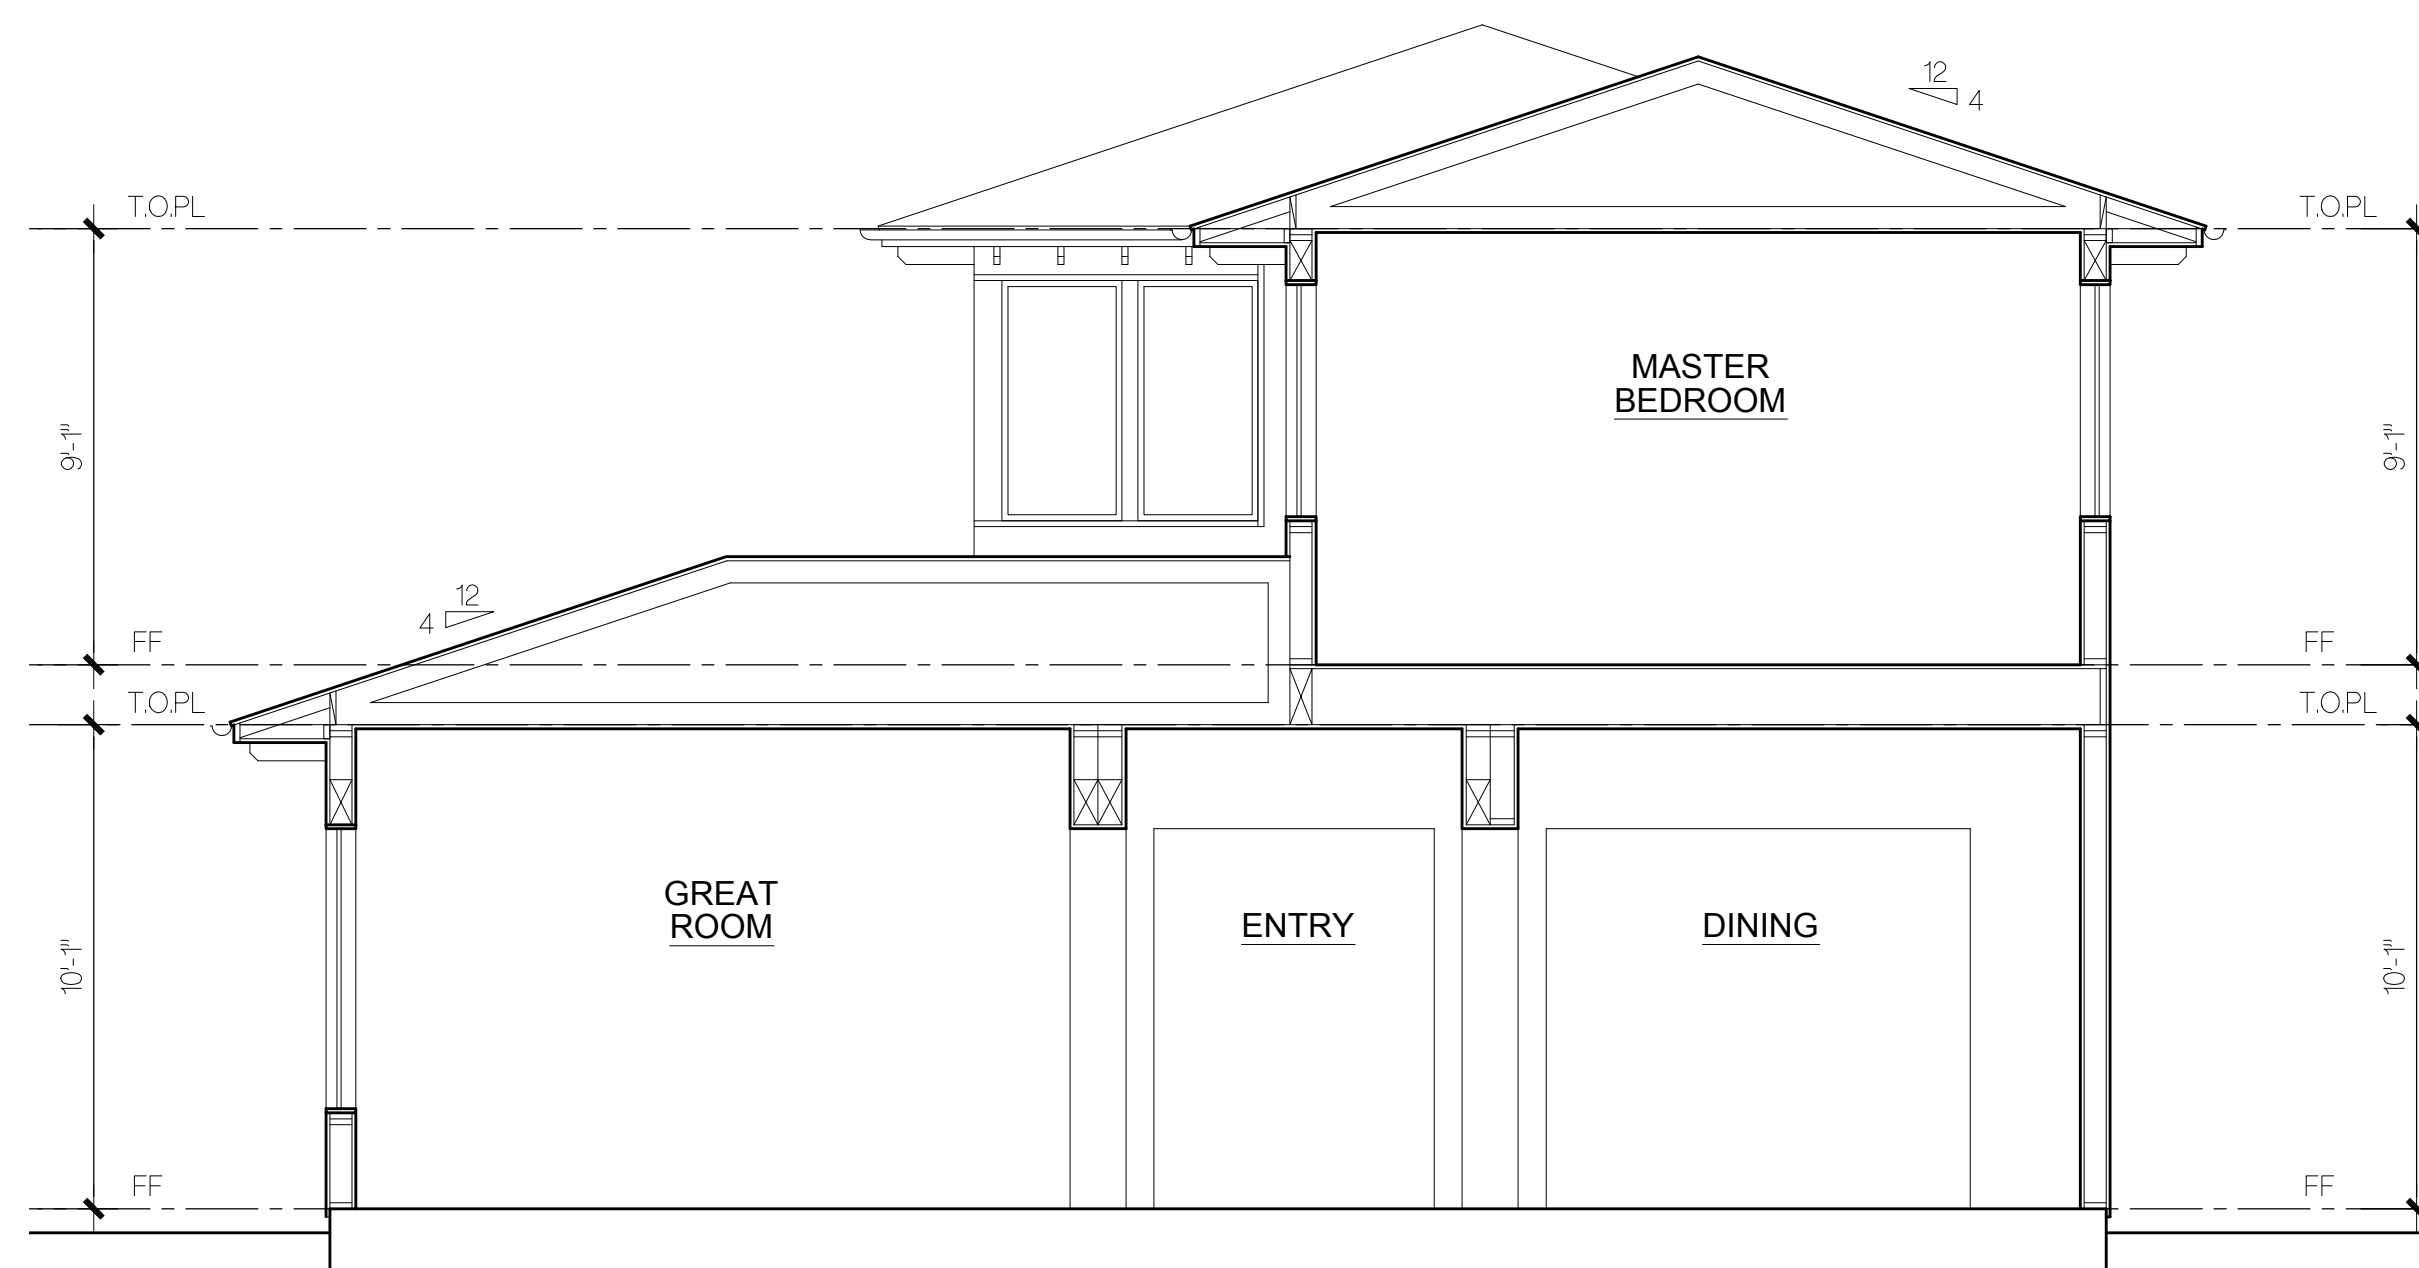 12
4
T.O.PL
T.O.PL
MASTER
BEDROOM
9'-1"
9'-1"
12
4
FF
FF
T.O.PL
T.O.PL
GREAT
ROOM
ENTRY
DINING
10'-1"
10'-1"
FF
FF